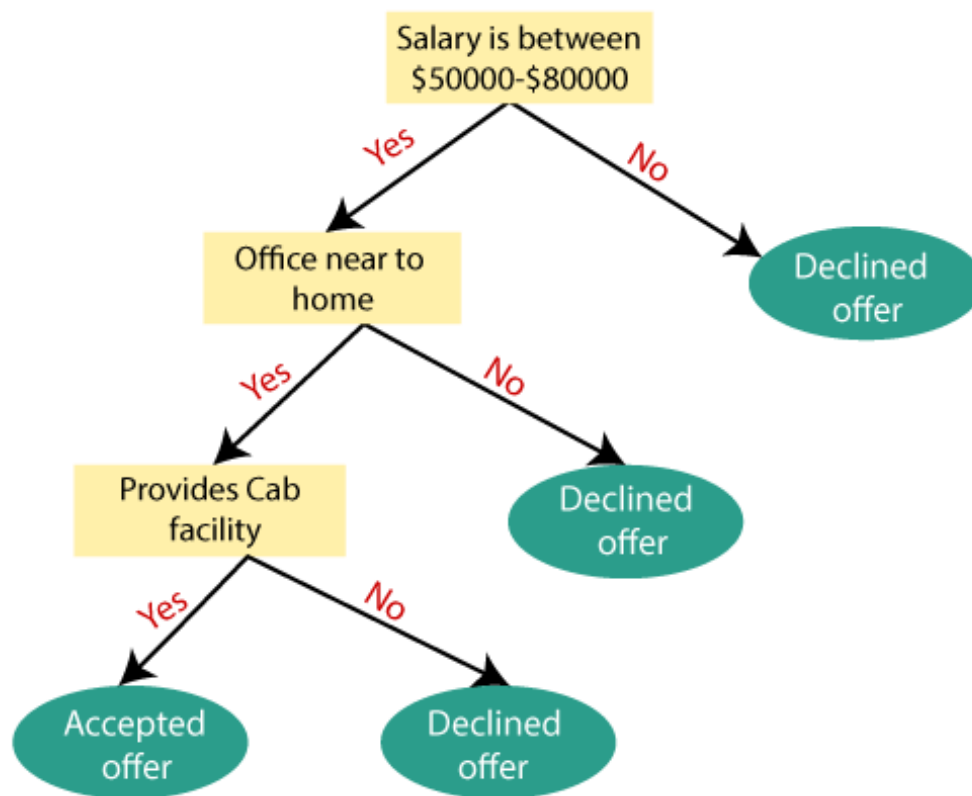 Salary is between
$50000-$80000
Yes
No
Office near to
home
Declined
offer
Yes
No
Provides Cab
facility
Declined
offer
Yes
No
Accepted
offer
Declined
offer